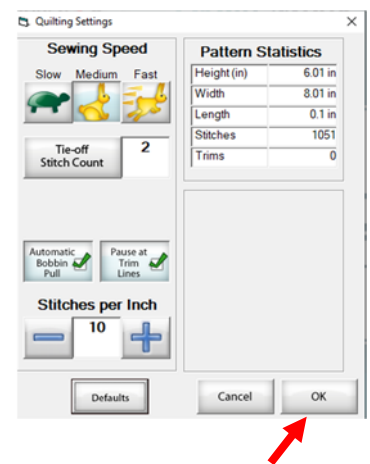 Quilting Settings
Sewing Speed
Slow Medium Fast
Tie-off
Stitch Count
2
Automatic
Bobbin
Pull
Pause at
Trim
Lines
Stitches per Inch
10
Defaults
Pattern Statistics
Height(in) 6.01 in
Width 8.01 in
Length 0.1 in
Stitches 1051
Trims 0
Cancel
OK